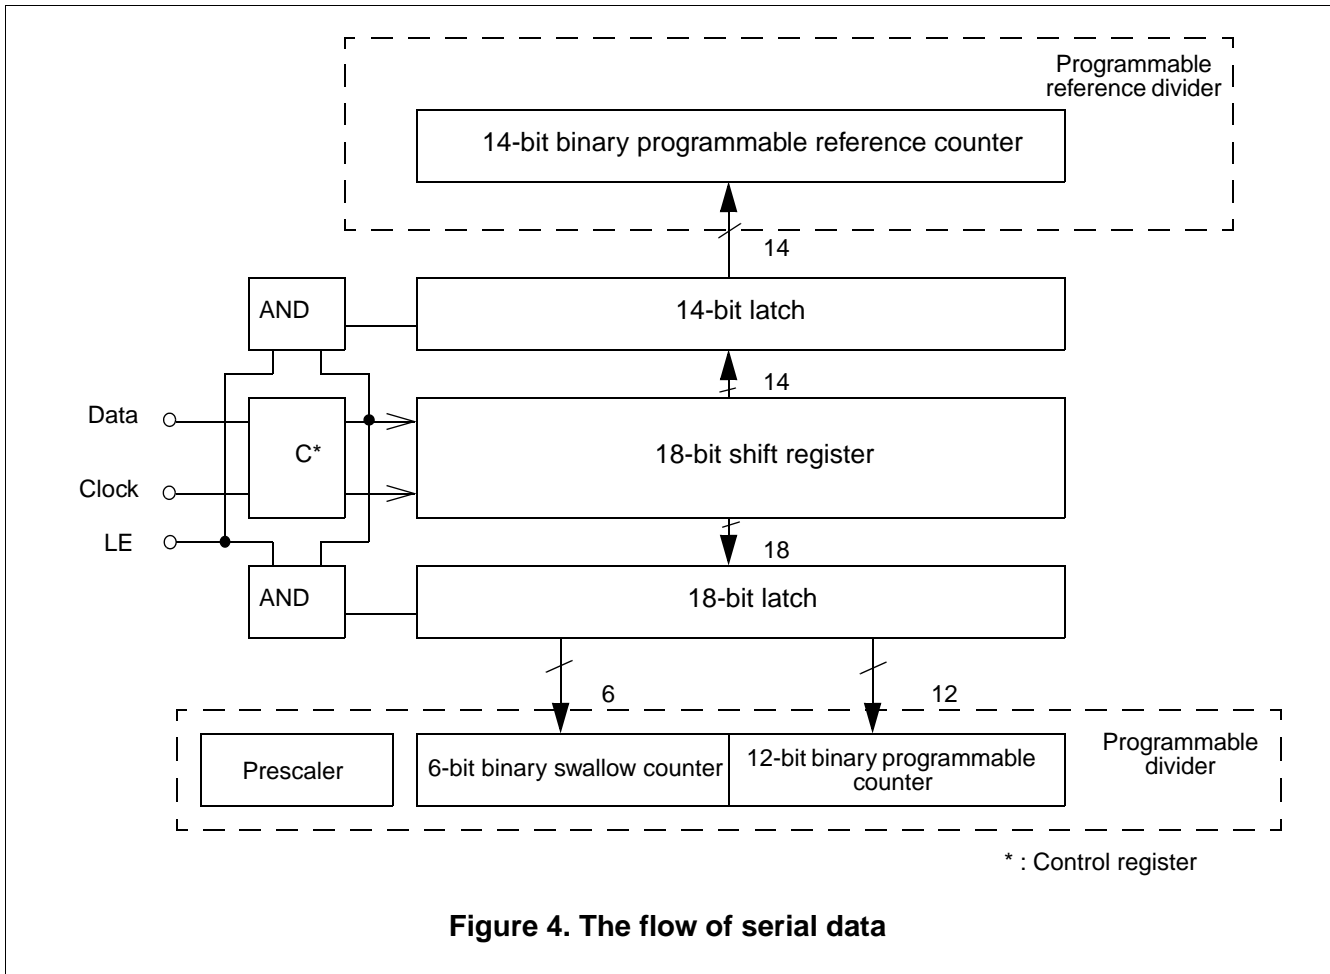 Programmable
reference divider
14-bit binary programmable reference counter
14
AND
14-bit latch
14
Data
C*
18-bit shift register
Clock
LE
18
AND
18-bit latch
6
12
Prescaler
6-bit binary swallow counter
12-bit binary programmable
counter
Programmable
divider
* : Control register
Figure 4. The flow of serial data